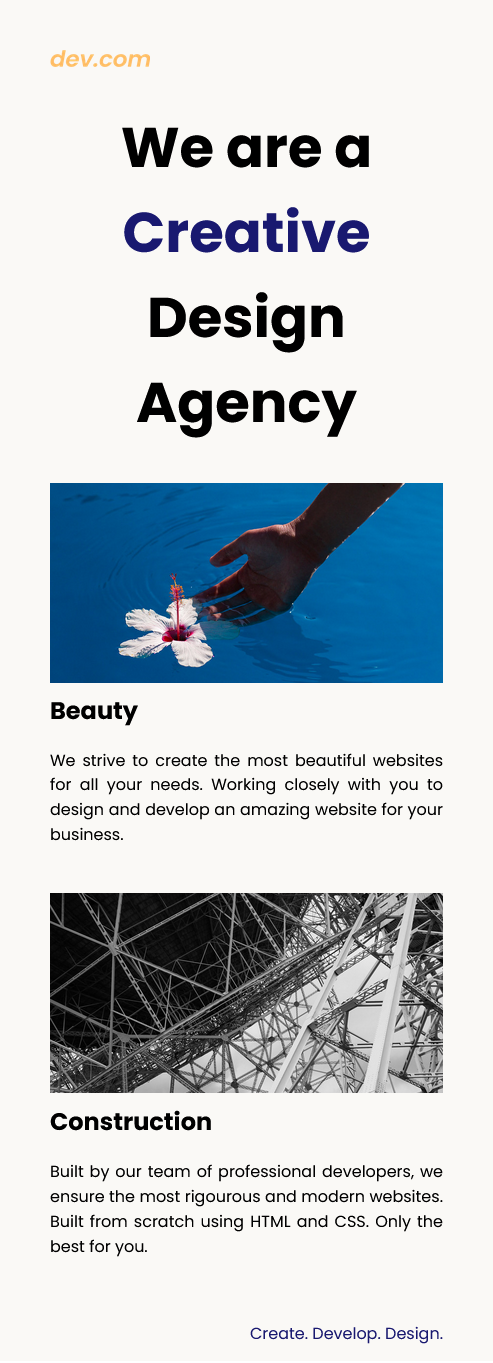 dev.com
We are a
Creative
Design
Agency
Beauty
We strive to create the most beautiful websites
for all your needs. Working closely with you to
design and develop an amazing website for your
business.
Construction
Built by our team of professional developers, we
ensure the most rigourous and modern websites.
Built from scratch using HTML and CSS. Only the
best for you.
Create. Develop. Design.